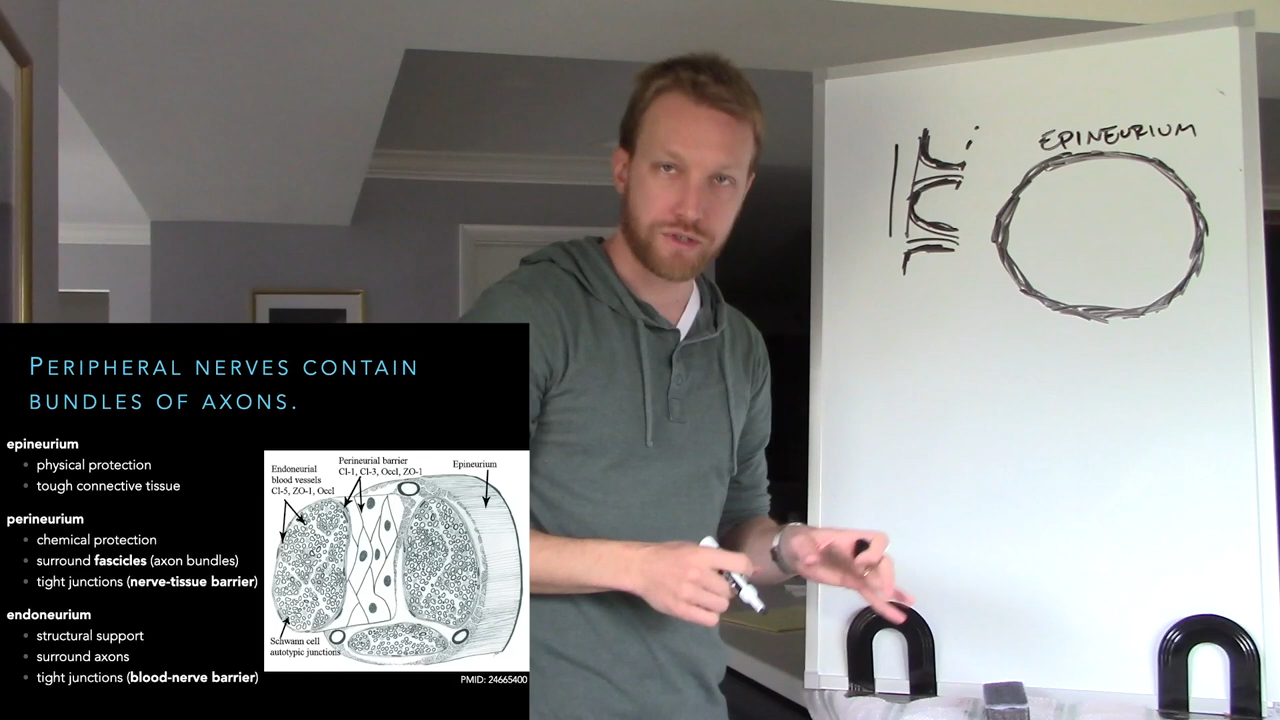 EPINEURIUM
PERIPHERAL NERVES CONTAIN
BUNDLES OF AXONS.
epineurium
physical protection
tough connective tissue
perineurium
chemical protection
surround fascicles (axon bundles)
tight junctions (nerve-tissue barrier)
endoneurium
structural support
surround axons
tight junctions (blood-nerve barrier)
Endoneurial
blood vessels
Cl-5, ZO-1, Occl
Perineurial barrier
Cl-1, Cl-3, Occl, ZO-1
Epineurium
Schwann cell
autotypic junctions
PMID: 24665400